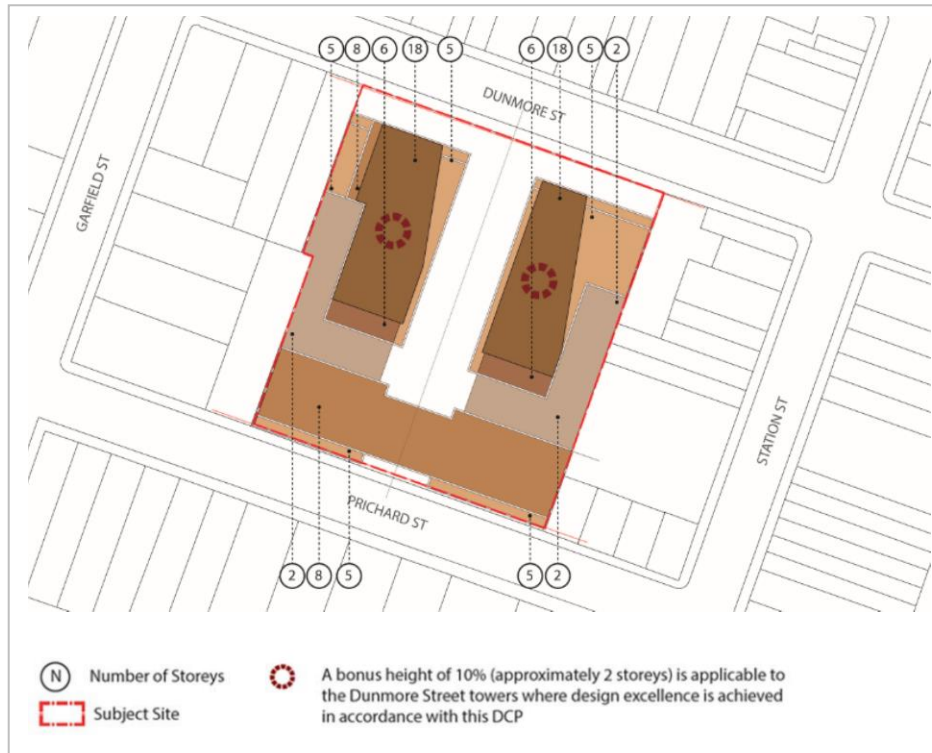 5 8 6 18 5 6 18 5 2
DUNMORE ST
GARFIELD ST
STATION ST
PRICHARD ST
2 8 5 5 2
N Number of Storeys
Subject Site
A bonus height of 10% (approximately 2 storeys) is applicable to
the Dunmore Street towers where design excellence is achieved
in accordance with this DCP